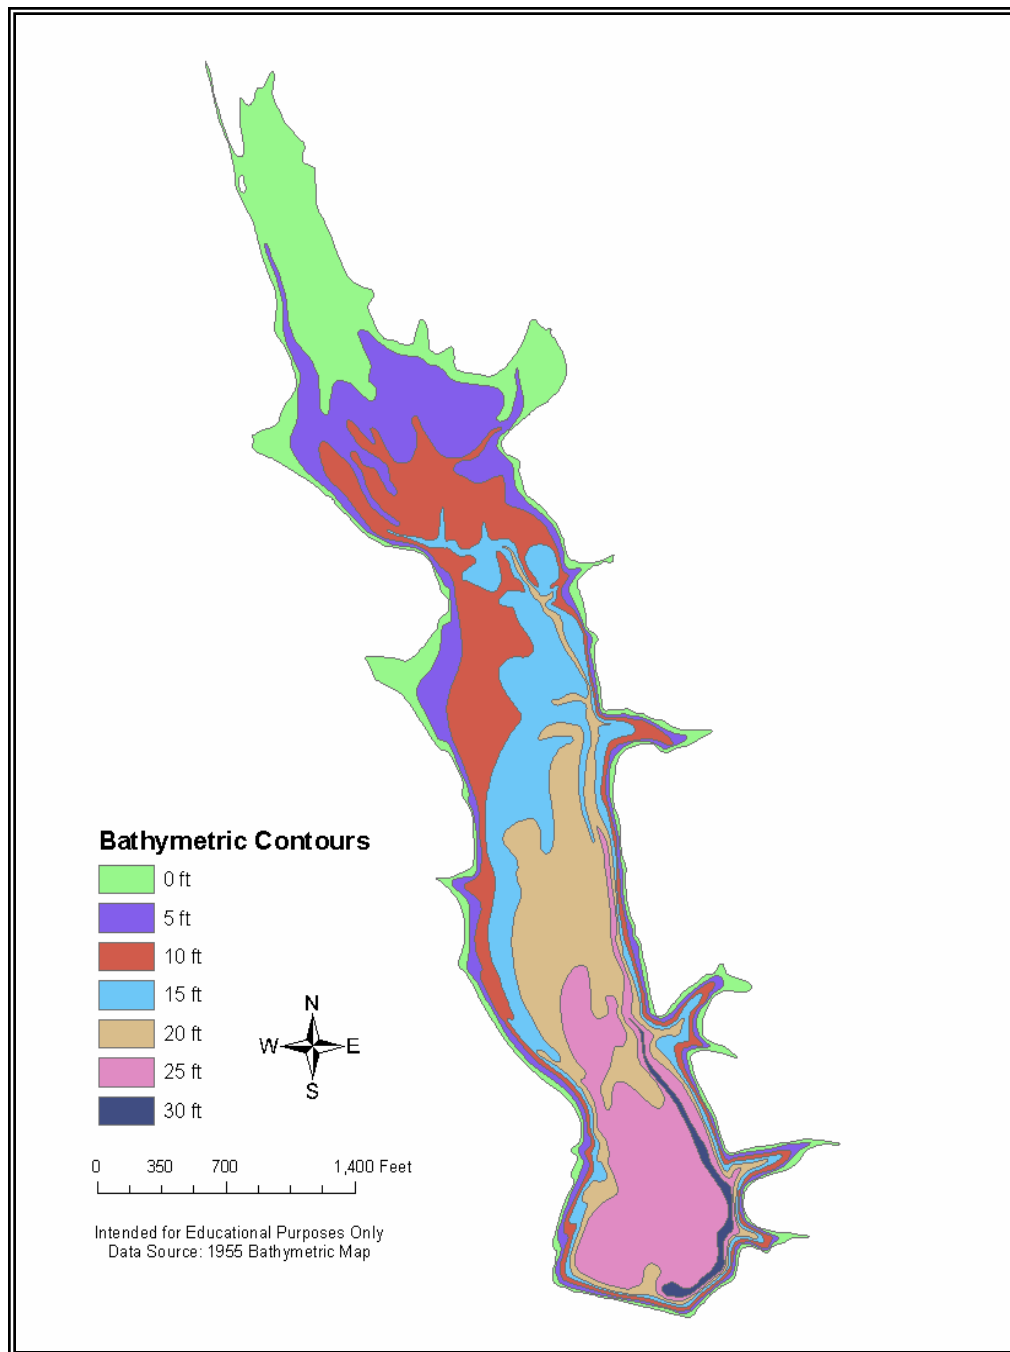 Bathymetric Contours
0 ft
5 ft
10 ft
15 ft
20 ft
25 ft
30 ft
N
W E
S
0 350 700 1,400 Feet
Intended for Educational Purposes Only
Data Source: 1955 Bathymetric Map